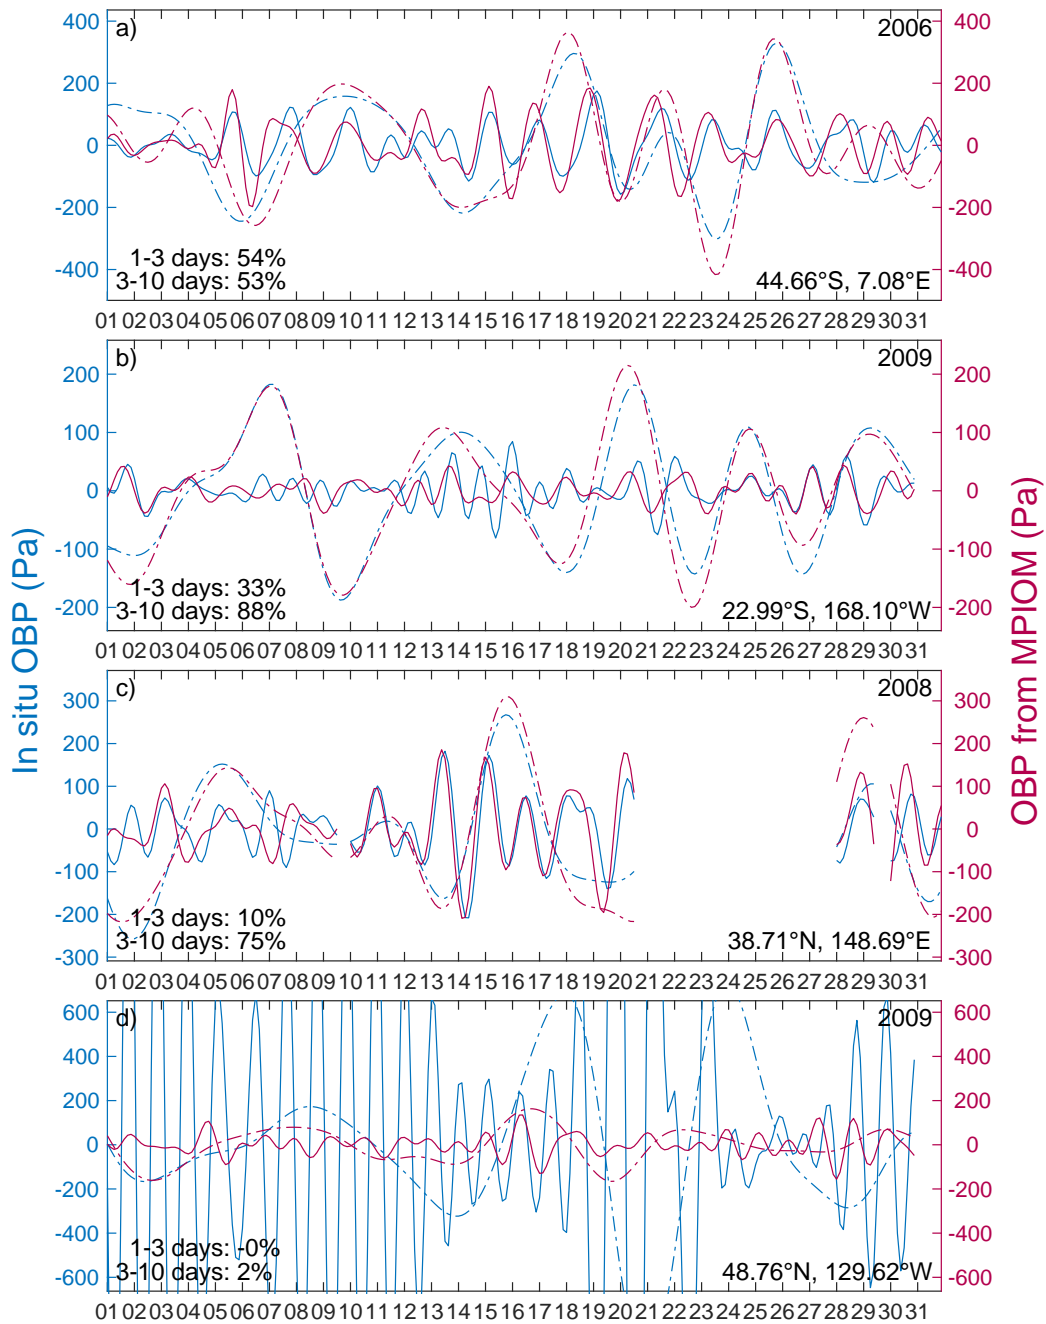 In situ OBP (Pa)
OBP from MPIOM (Pa)
a)
2006
400 400
200 200
0 0
-200 -200
-400 -400
1-3 days: 54%
3-10 days: 53%
44.66°S, 7.08°E
01 02 03 04 05 06 07 08 09 10 11 12 13 14 15 16 17 18 19 20 21 22 23 24 25 26 27 28 29 30 31
b)
2009
200 200
100 100
0 0
-100 -100
-200 -200
1-3 days: 33%
3-10 days: 88%
22.99°S, 168.10°W
01 02 03 04 05 06 07 08 09 10 11 12 13 14 15 16 17 18 19 20 21 22 23 24 25 26 27 28 29 30 31
c)
2008
300 300
200 200
100 100
0 0
-100 -100
-200 -200
-300 -300
1-3 days: 10%
3-10 days: 75%
38.71°N, 148.69°E
01 02 03 04 05 06 07 08 09 10 11 12 13 14 15 16 17 18 19 20 21 22 23 24 25 26 27 28 29 30 31
d)
2009
600 600
400 400
200 200
0 0
-200 -200
-400 -400
-600 -600
1-3 days: -0%
3-10 days: 2%
48.76°N, 129.62°W
01 02 03 04 05 06 07 08 09 10 11 12 13 14 15 16 17 18 19 20 21 22 23 24 25 26 27 28 29 30 31